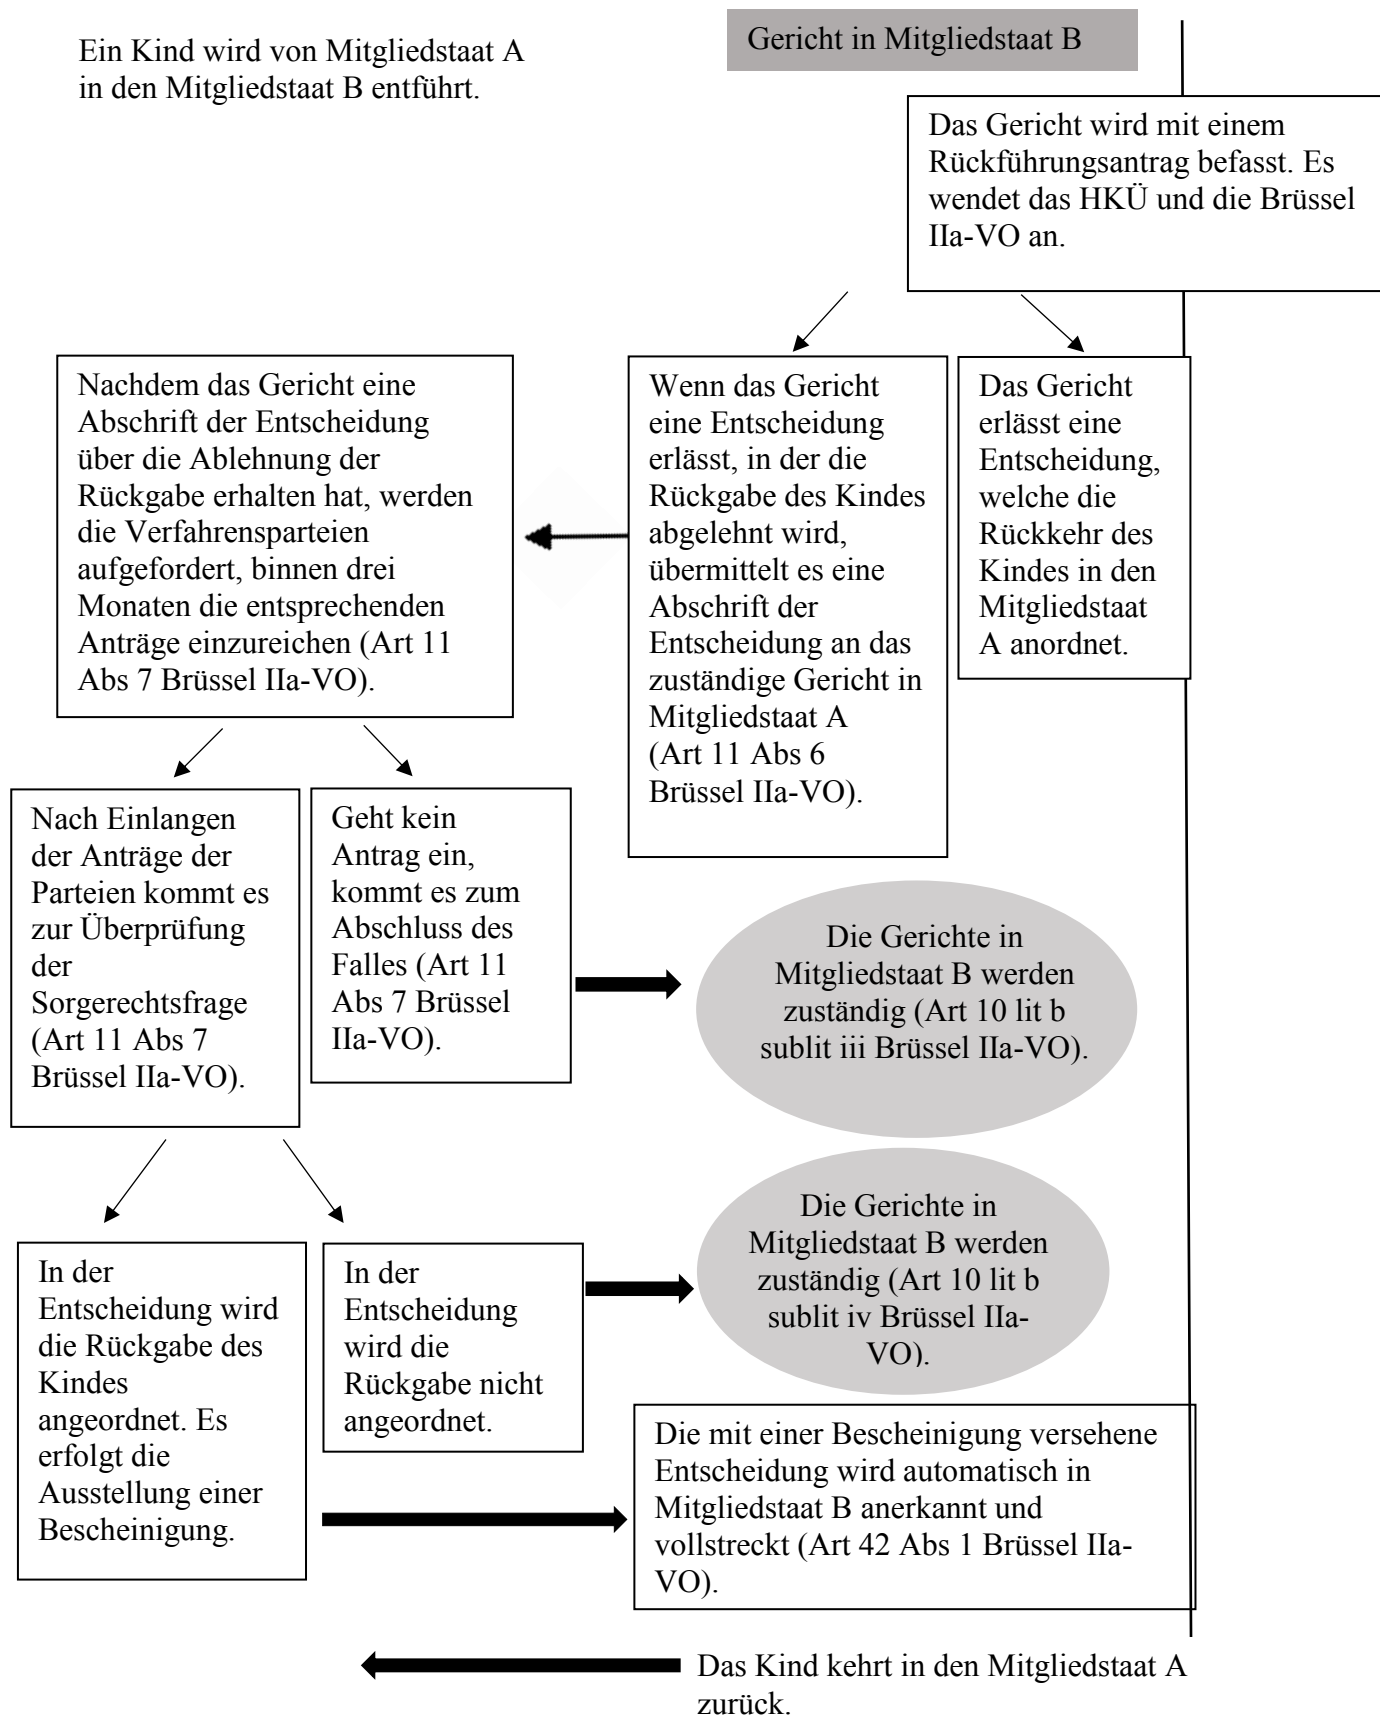 Ein Kind wird von Mitgliedstaat A
in den Mitgliedstaat B entführt.
Gericht in Mitgliedstaat B
Das Gericht wird mit einem
Rückführungsantrag befasst. Es
wendet das HKÜ und die Brüssel
IIa-VO an.
Nachdem das Gericht eine
Abschrift der Entscheidung
über die Ablehnung der
Rückgabe erhalten hat, werden
die Verfahrensparteien
aufgefordert, binnen drei
Monaten die entsprechenden
Anträge einzureichen (Art 11
Abs 7 Brüssel IIa-VO).
Wenn das Gericht
eine Entscheidung
erlässt, in der die
Rückgabe des Kindes
abgelehnt wird,
übermittelt es eine
Abschrift der
Entscheidung an das
zuständige Gericht in
Mitgliedstaat A
(Art 11 Abs 6
Brüssel IIa-VO).
Das Gericht
erlässt eine
Entscheidung,
welche die
Rückkehr des
Kindes in den
Mitgliedstaat
A anordnet.
Nach Einlangen
der Anträge der
Parteien kommt es
zur Überprüfung
der
Sorgerechtsfrage
(Art 11 Abs 7
Brüssel IIa-VO).
Geht kein
Antrag ein,
kommt es zum
Abschluss des
Falles (Art 11
Abs 7 Brüssel
IIa-VO).
Die Gerichte in
Mitgliedstaat B werden
zuständig (Art 10 lit b
sublit iii Brüssel IIa-VO).
In der
Entscheidung wird
die Rückgabe des
Kindes
angeordnet. Es
erfolgt die
Ausstellung einer
Bescheinigung.
In der
Entscheidung
wird die
Rückgabe nicht
angeordnet.
Die Gerichte in
Mitgliedstaat B werden
zuständig (Art 10 lit b
sublit iv Brüssel IIa-
VO).
Die mit einer Bescheinigung versehene
Entscheidung wird automatisch in
Mitgliedstaat B anerkannt und
vollstreckt (Art 42 Abs 1 Brüssel IIa-
VO).
Das Kind kehrt in den Mitgliedstaat A
zurück.